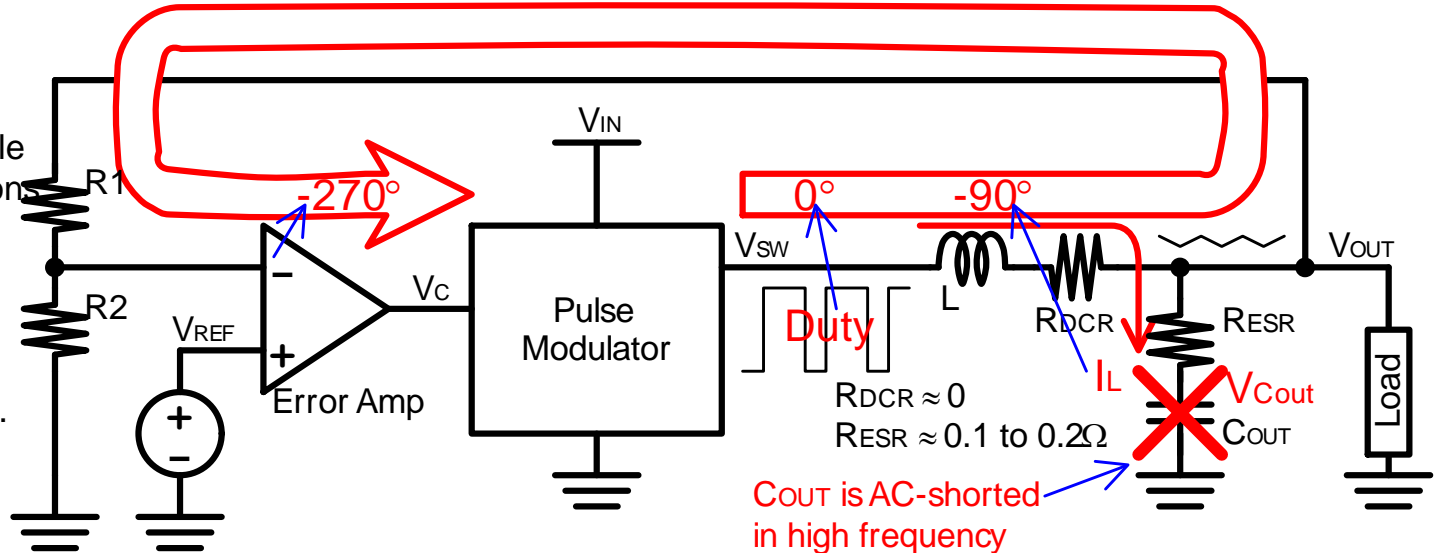 VIN
le
ons
R1
-270°
0°
-90°
VSW
VOUT
−
VC
Pulse
Modulator
L
RDCR
RESR
R2
VREF
+
Duty
Error Amp
IL
VCout
COUT
Load
RDCR ≈ 0
RESR ≈ 0.1 to 0.2Ω
+
−
.
COUT is AC-shorted
in high frequency